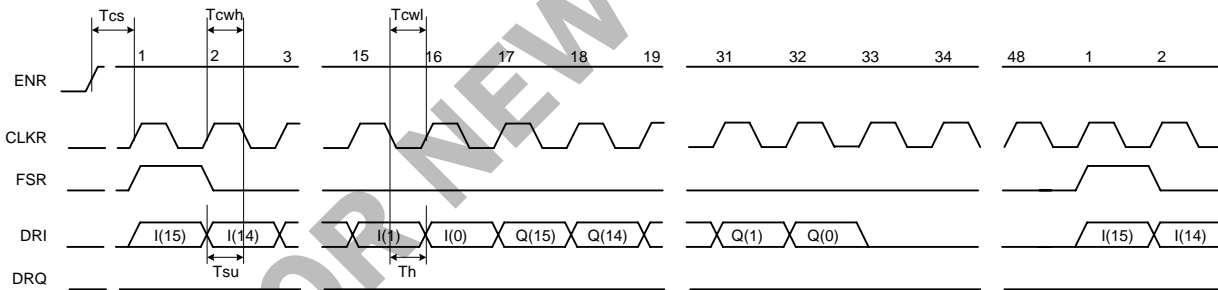 Tcs Tcwh Tcwl
1 2 3 15 16 17 18 19 31 32 33 34 48 1 2
ENR
CLKR
FSR
DRI I(15) I(14) I(1) I(0) Q(15) Q(14) Q(1) Q(0) I(15) I(14)
Tsu Th
DRQ
OR NEW